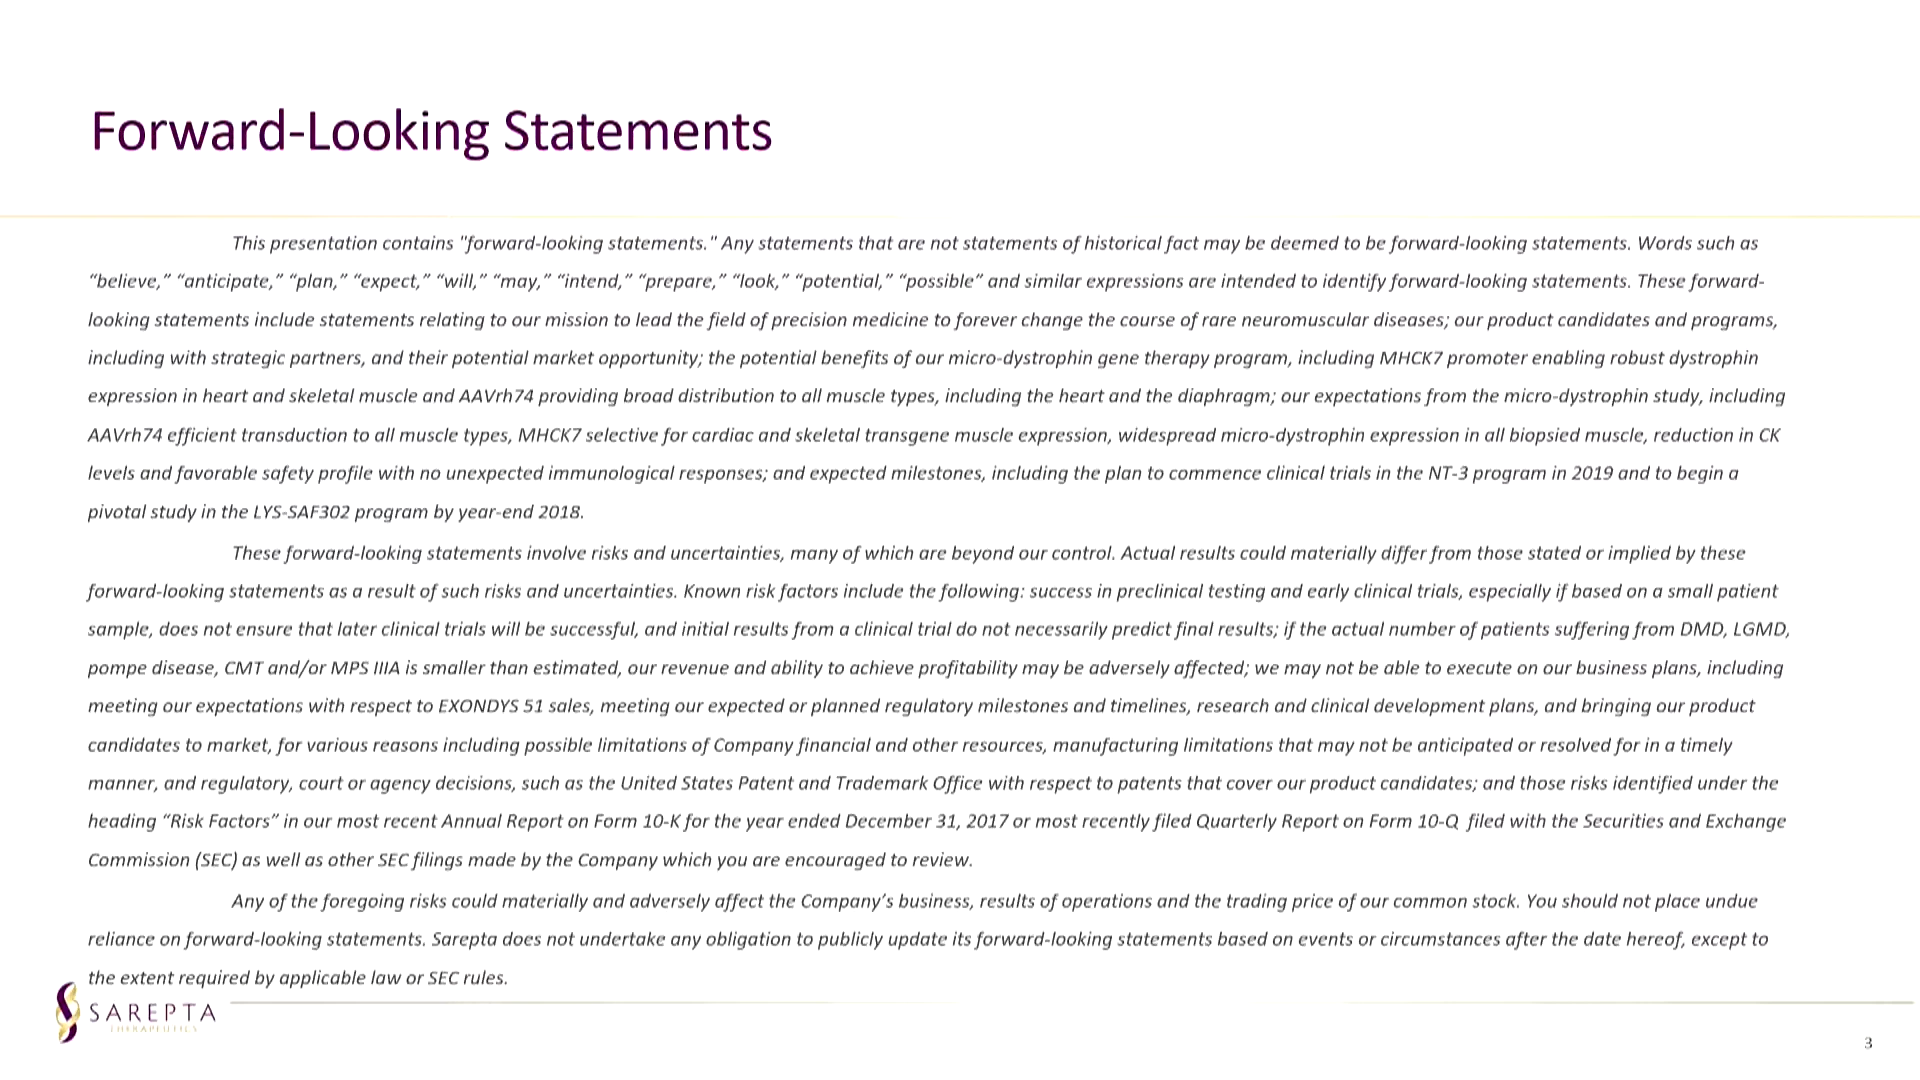 Forward-Looking Statements
This presentation contains "forward-looking statements." Any statements that are not statements of historical fact may be deemed to be forward-looking statements. Words such as
“believe,” “anticipate,” “plan,” “expect,” “will,” “may,” “intend,” “prepare,” “look,” “potential,” “possible” and similar expressions are intended to identify forward-looking statements. These forward-
looking statements include statements relating to our mission to lead the field of precision medicine to forever change the course of rare neuromuscular diseases; our product candidates and programs,
including with strategic partners, and their potential market opportunity; the potential benefits of our micro-dystrophin gene therapy program, including MHCK7 promoter enabling robust dystrophin
expression in heart and skeletal muscle and AAVrh74 providing broad distribution to all muscle types, including the heart and the diaphragm; our expectations from the micro-dystrophin study, including
AAVrh74 efficient transduction to all muscle types, MHCK7 selective for cardiac and skeletal transgene muscle expression, widespread micro-dystrophin expression in all biopsied muscle, reduction in CK
levels and favorable safety profile with no unexpected immunological responses; and expected milestones, including the plan to commence clinical trials in the NT-3 program in 2019 and to begin a
pivotal study in the LYS-SAF302 program by year-end 2018.
These forward-looking statements involve risks and uncertainties, many of which are beyond our control. Actual results could materially differ from those stated or implied by these
forward-looking statements as a result of such risks and uncertainties. Known risk factors include the following: success in preclinical testing and early clinical trials, especially if based on a small patient
sample, does not ensure that later clinical trials will be successful, and initial results from a clinical trial do not necessarily predict final results; if the actual number of patients suffering from DMD, LGMD,
pompe disease, CMT and/or MPS IIIA is smaller than estimated, our revenue and ability to achieve profitability may be adversely affected; we may not be able to execute on our business plans, including
meeting our expectations with respect to EXONDYS 51 sales, meeting our expected or planned regulatory milestones and timelines, research and clinical development plans, and bringing our product
candidates to market, for various reasons including possible limitations of Company financial and other resources, manufacturing limitations that may not be anticipated or resolved for in a timely
manner, and regulatory, court or agency decisions, such as the United States Patent and Trademark Office with respect to patents that cover our product candidates; and those risks identified under the
heading “Risk Factors” in our most recent Annual Report on Form 10-K for the year ended December 31, 2017 or most recently filed Quarterly Report on Form 10-Q filed with the Securities and Exchange
Commission (SEC) as well as other SEC filings made by the Company which you are encouraged to review.
Any of the foregoing risks could materially and adversely affect the Company’s business, results of operations and the trading price of our common stock. You should not place undue
reliance on forward-looking statements. Sarepta does not undertake any obligation to publicly update its forward-looking statements based on events or circumstances after the date hereof, except to
the extent required by applicable law or SEC rules.
SAREPTA
THERAPEUTICS
3